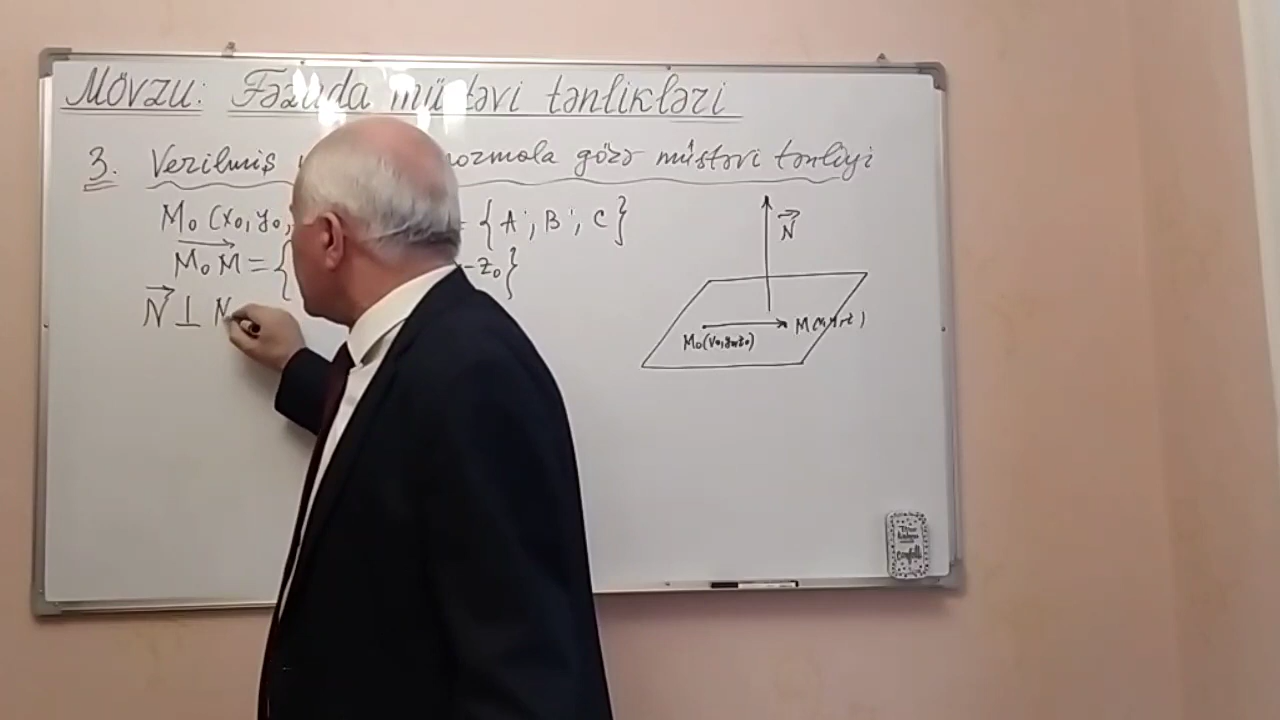 Mövzu: Fəzada müstəvi tənlikləri
3. Verilmiş normala görə müstəvi tənliyi
M₀(x₀, y₀, = {A; B; C}
M₀M = { - z₀}
N ⊥
N
M₀(x₀,y₀,z₀) M(x,y,z)